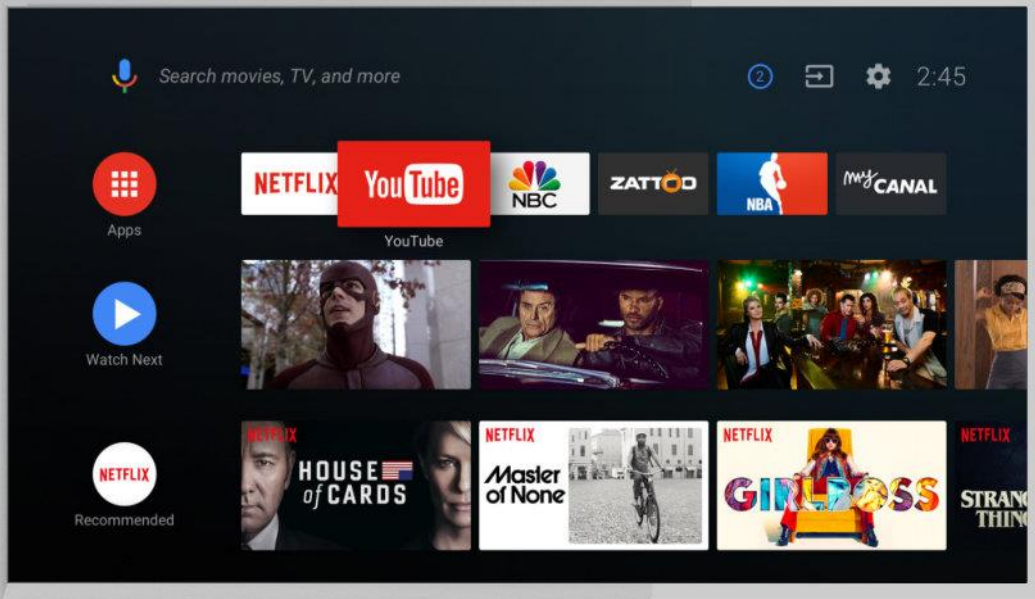 Search movies, TV, and more
2
2:45
Apps
NETFLIX
YouTube
NBC
ZATTOO
NBA
myCANAL
YouTube
Watch Next
NETFLIX
Recommended
NETFLIX
HOUSE
of CARDS
NETFLIX
Master
of None
NETFLIX
GIRLBOSS
NETFLIX
STRANG
THIN